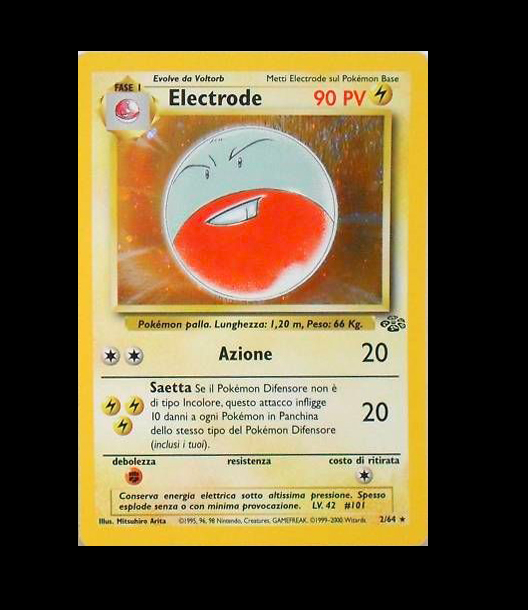 Evolve da Voltorb Metti Electrode sul Pokémon Base
FASE 1
Electrode 90 PV
Pokémon palla. Lunghezza: 1,20 m, Peso: 66 Kg.
Azione 20
Saetta Se il Pokémon Difensore non è
di tipo Incolore, questo attacco infligge
10 danni a ogni Pokémon in Panchina
dello stesso tipo del Pokémon Difensore
(inclusi i tuoi).
20
debolezza resistenza costo di ritirata
Conserva energia elettrica sotto altissima pressione. Spesso
esplode senza o con minima provocazione. LV. 42 #101
Illus. Mitsuhiro Arita ©1995, 96, 98 Nintendo, Creatures, GAMEFREAK. ©1999-2000 Wizards. 2/64 ★